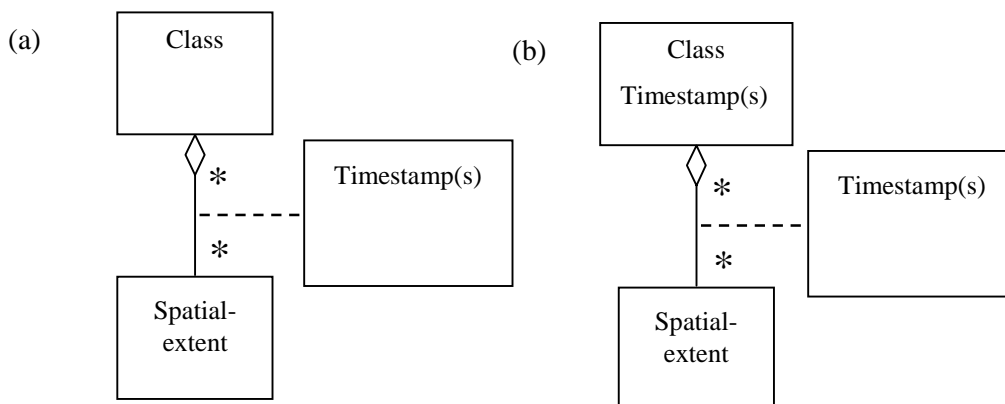 (a)
Class
*
Timestamp(s)
*
Spatial-
extent
(b)
Class
Timestamp(s)
*
Timestamp(s)
*
Spatial-
extent